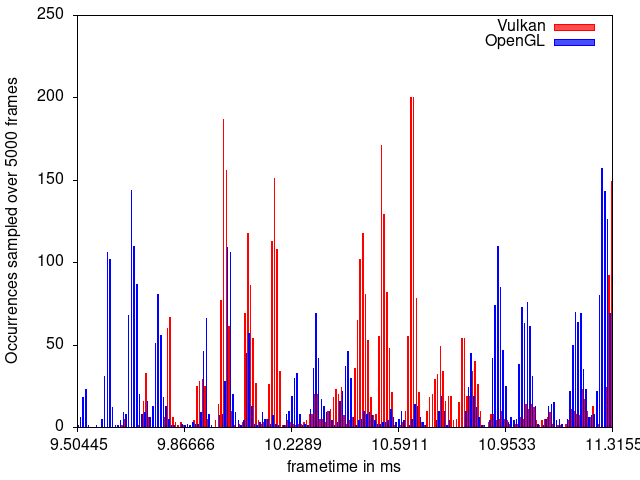 250
200
150
100
50
0
Occurrences sampled over 5000 frames
Vulkan
OpenGL
9.50445 9.86666 10.2289 10.5911 10.9533 11.3155
frametime in ms